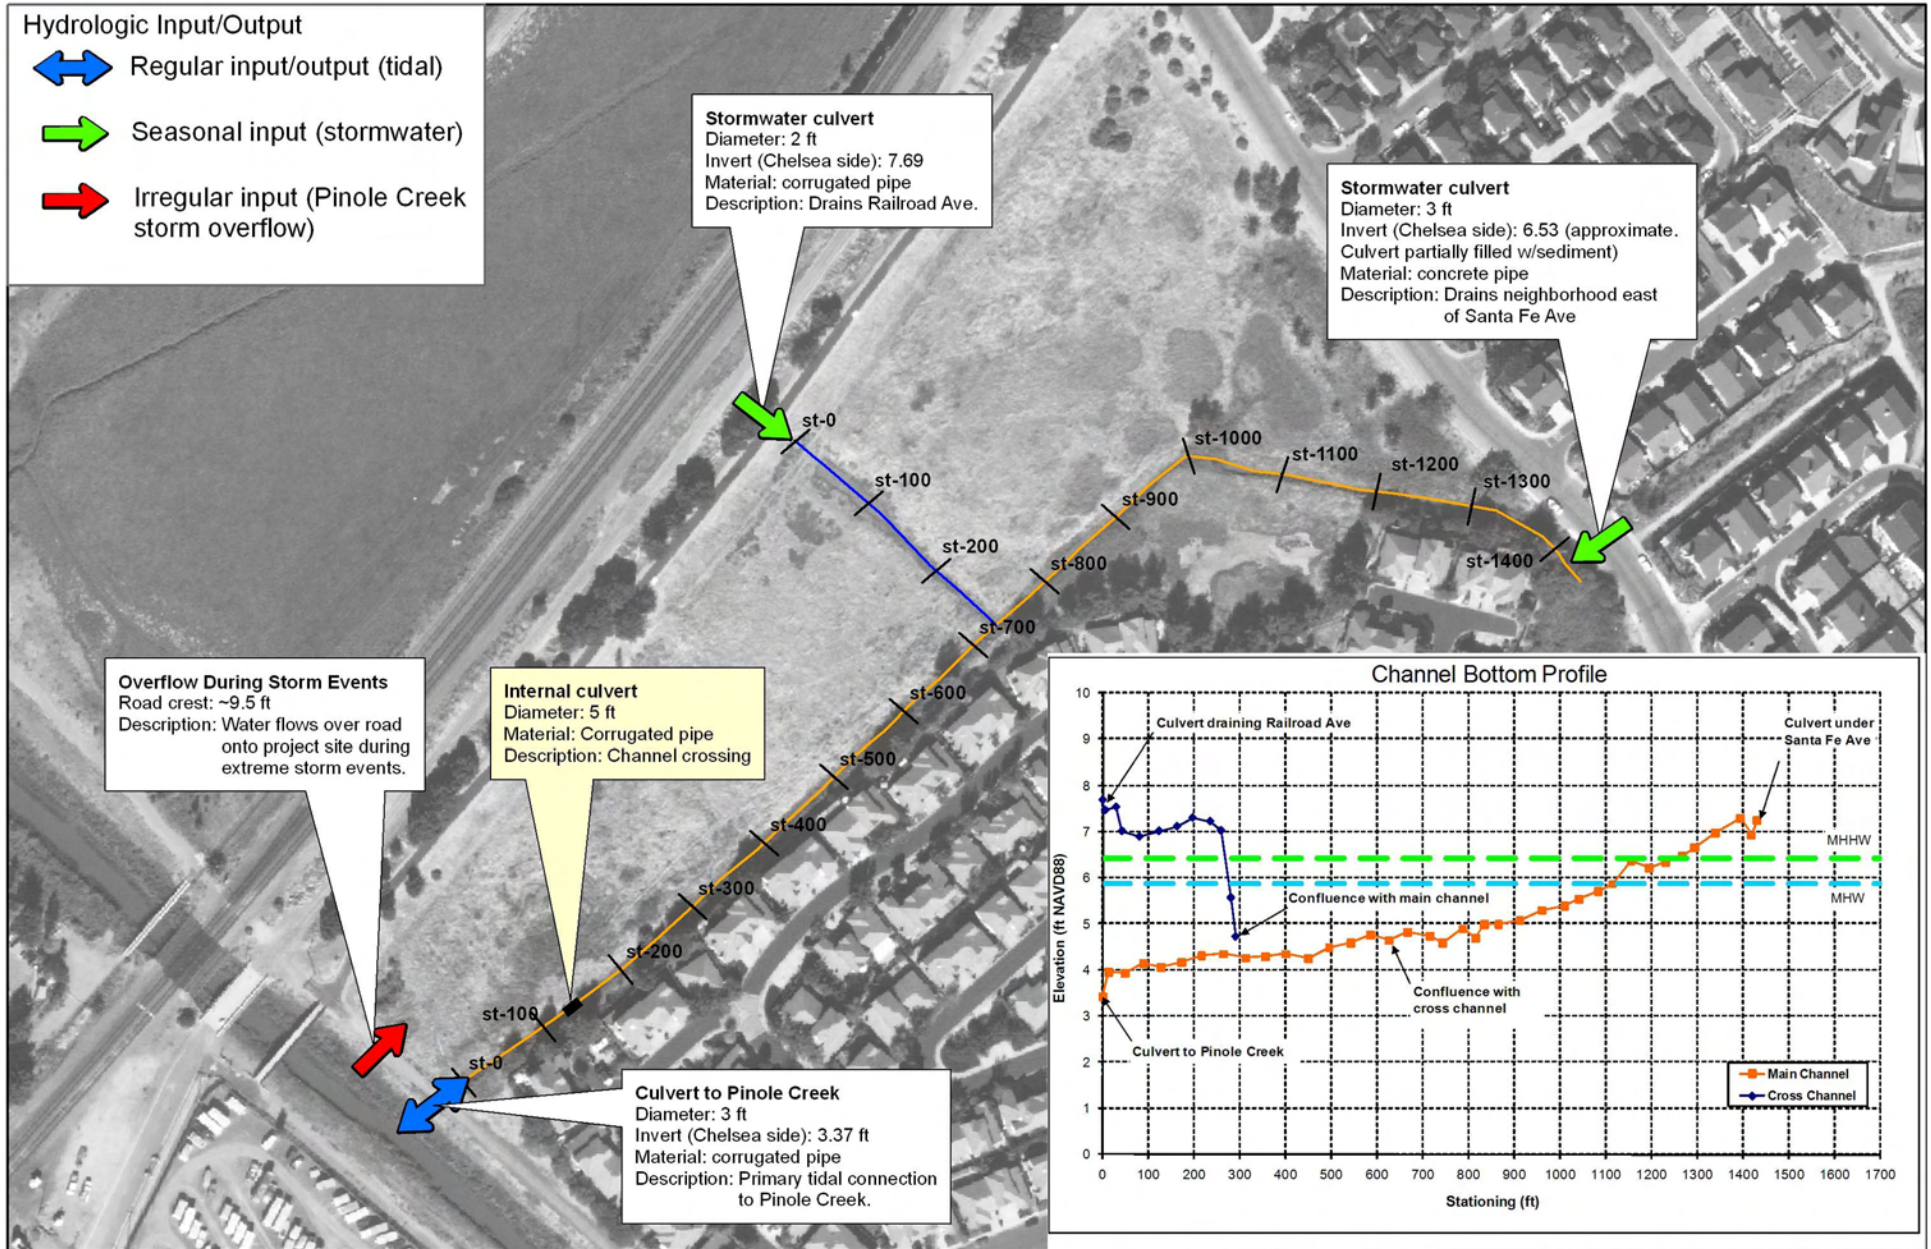 Hydrologic Input/Output
Regular input/output (tidal)
Seasonal input (stormwater)
Irregular input (Pinole Creek
storm overflow)
Stormwater culvert
Diameter: 2 ft
Invert (Chelsea side): 7.69
Material: corrugated pipe
Description: Drains Railroad Ave.
Stormwater culvert
Diameter: 3 ft
Invert (Chelsea side): 6.53 (approximate.
Culvert partially filled w/sediment)
Material: concrete pipe
Description: Drains neighborhood east
of Santa Fe Ave
st-0
st-100
st-200
st-1000
st-1100
st-1200
st-1300
st-1400
st-900
st-800
st-700
st-600
st-500
st-400
st-300
st-200
st-100
st-0
Overflow During Storm Events
Road crest: ~9.5 ft
Description: Water flows over road
onto project site during
extreme storm events.
Internal culvert
Diameter: 5 ft
Material: Corrugated pipe
Description: Channel crossing
Culvert to Pinole Creek
Diameter: 3 ft
Invert (Chelsea side): 3.37 ft
Material: corrugated pipe
Description: Primary tidal connection
to Pinole Creek.
Channel Bottom Profile
10
9
8
7
6
5
4
3
2
1
0
Elevation (ft NAVD88)
Culvert draining Railroad Ave
Culvert under
Santa Fe Ave
MHHW
MHW
Confluence with main channel
Confluence with
cross channel
Culvert to Pinole Creek
Main Channel
Cross Channel
0 100 200 300 400 500 600 700 800 900 1000 1100 1200 1300 1400 1500 1600 1700
Stationing (ft)